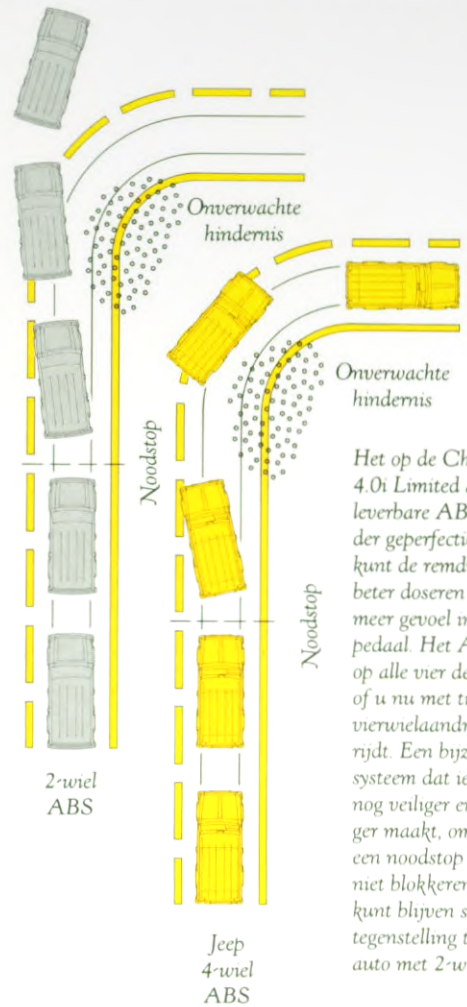 Onverwachte
hindernis
Noodstop
2-wiel
ABS
Onverwachte
hindernis
Noodstop
Jeep
4-wiel
ABS
Het op de Ch
4.0i Limited
leverbare AB
der geperfectio
kunt de remd
beter doseren
meer gevoel in
pedaal. Het A
op alle vier de
of u nu met t
vierwielaandr
rijdt. Een bijz
systeem dat ie
nog veiliger e
ger maakt, om
een noodstop
niet blokkeren
kunt blijven s
tegenstelling t
auto met 2-w